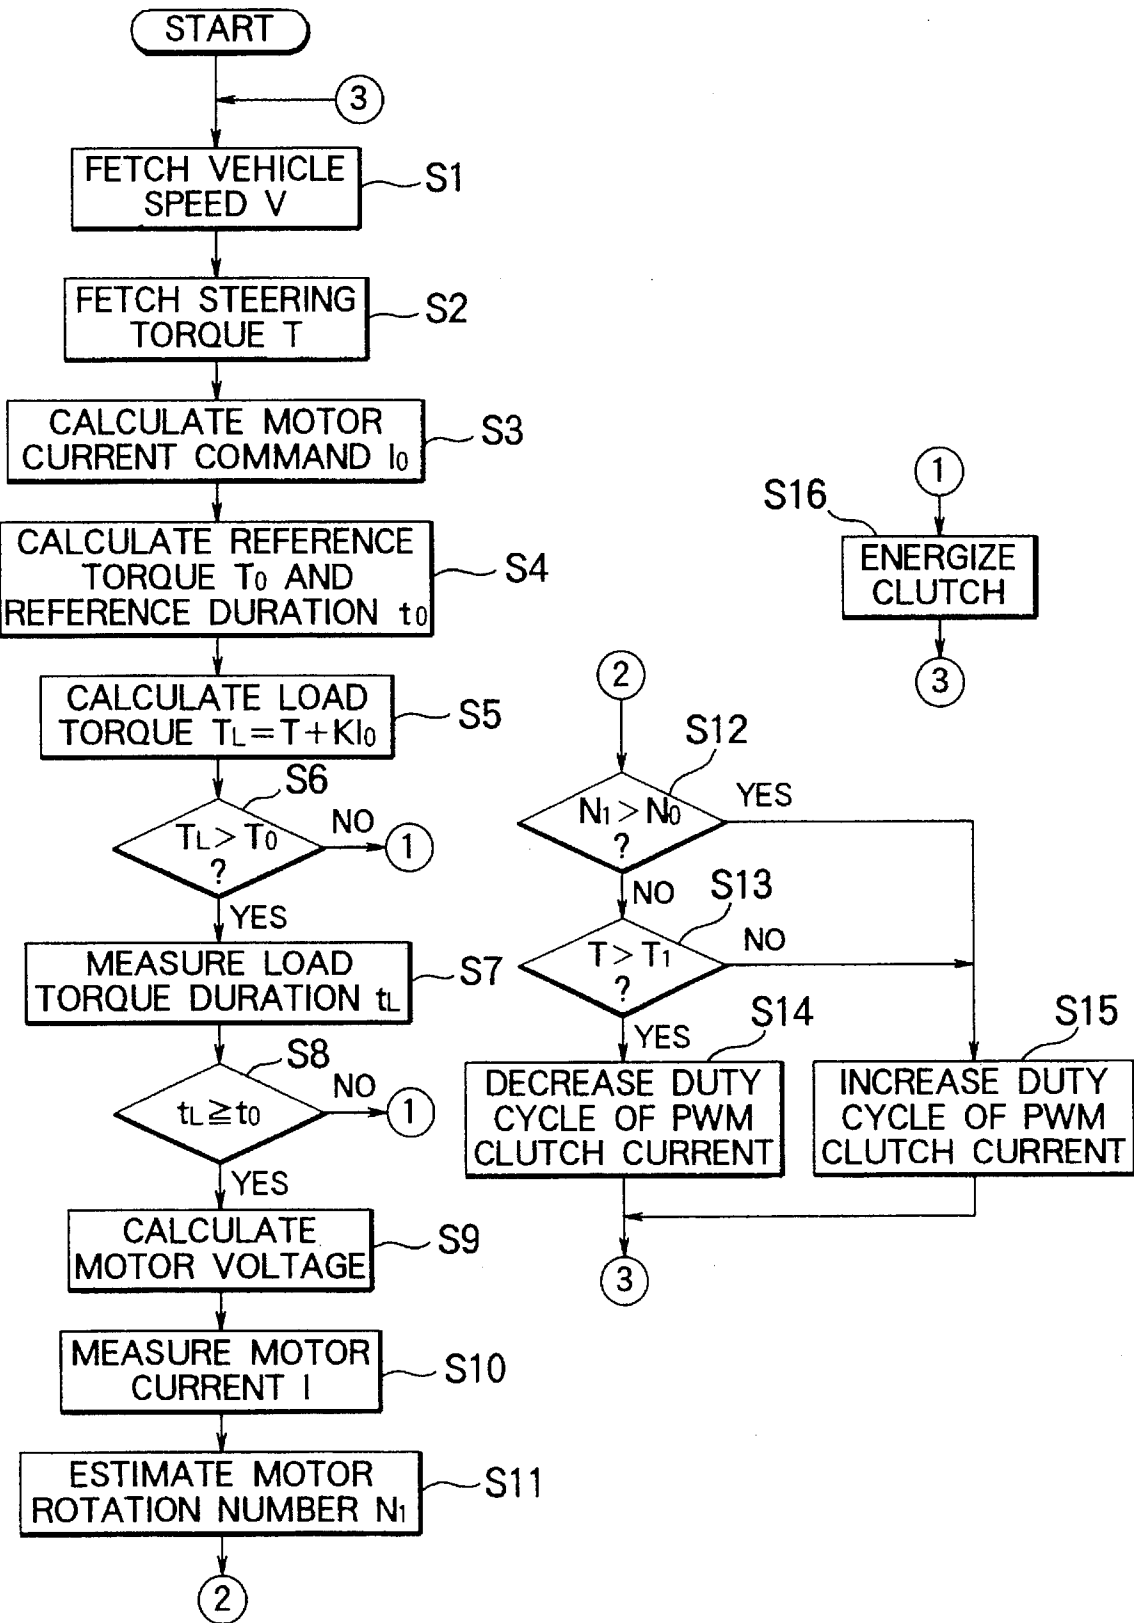 START
3
FETCH VEHICLE
SPEED V
S1
FETCH STEERING
TORQUE T
S2
CALCULATE MOTOR
CURRENT COMMAND I₀
S3
CALCULATE REFERENCE
TORQUE T₀ AND
REFERENCE DURATION t₀
S4
CALCULATE LOAD
TORQUE T_L = T + KI₀
S5
S6
T_L > T₀
?
NO
1
YES
MEASURE LOAD
TORQUE DURATION t_L
S7
S8
t_L ≧ t₀
NO
1
YES
CALCULATE
MOTOR VOLTAGE
S9
MEASURE MOTOR
CURRENT I
S10
ESTIMATE MOTOR
ROTATION NUMBER N₁
S11
2
2
S12
N₁ > N₀
?
YES
NO
S13
T > T₁
?
NO
YES
S14
DECREASE DUTY
CYCLE OF PWM
CLUTCH CURRENT
S15
INCREASE DUTY
CYCLE OF PWM
CLUTCH CURRENT
3
1
S16
ENERGIZE
CLUTCH
3